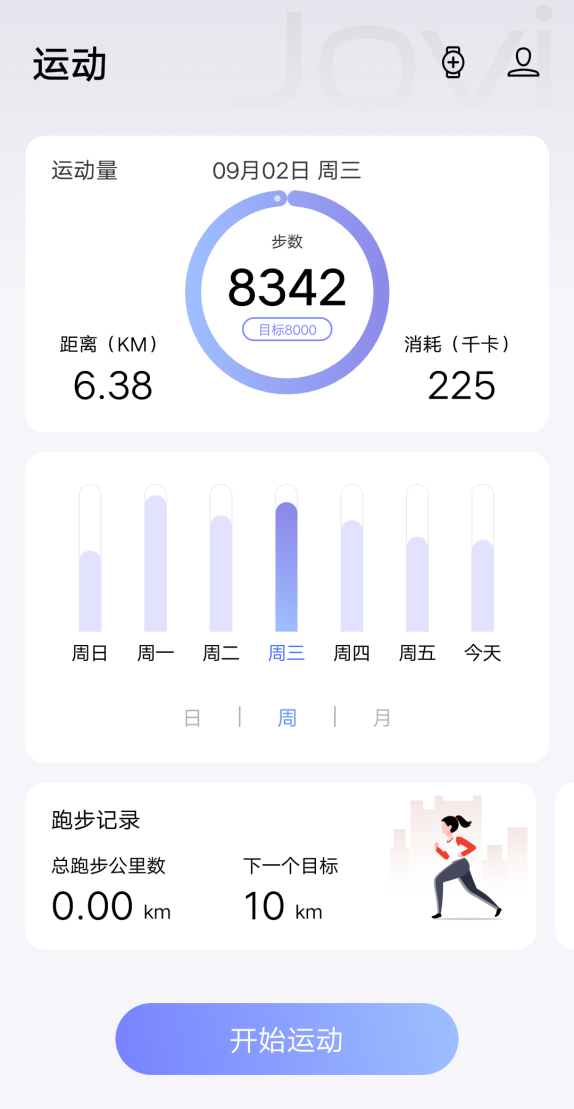 Jovi
运动
运动量
09月02日 周三
步数
8342
目标8000
距离（KM）
6.38
消耗（千卡）
225
周日 周一 周二 周三 周四 周五 今天
日 | 周 | 月
跑步记录
总跑步公里数 下一个目标
0.00 km 10 km
开始运动